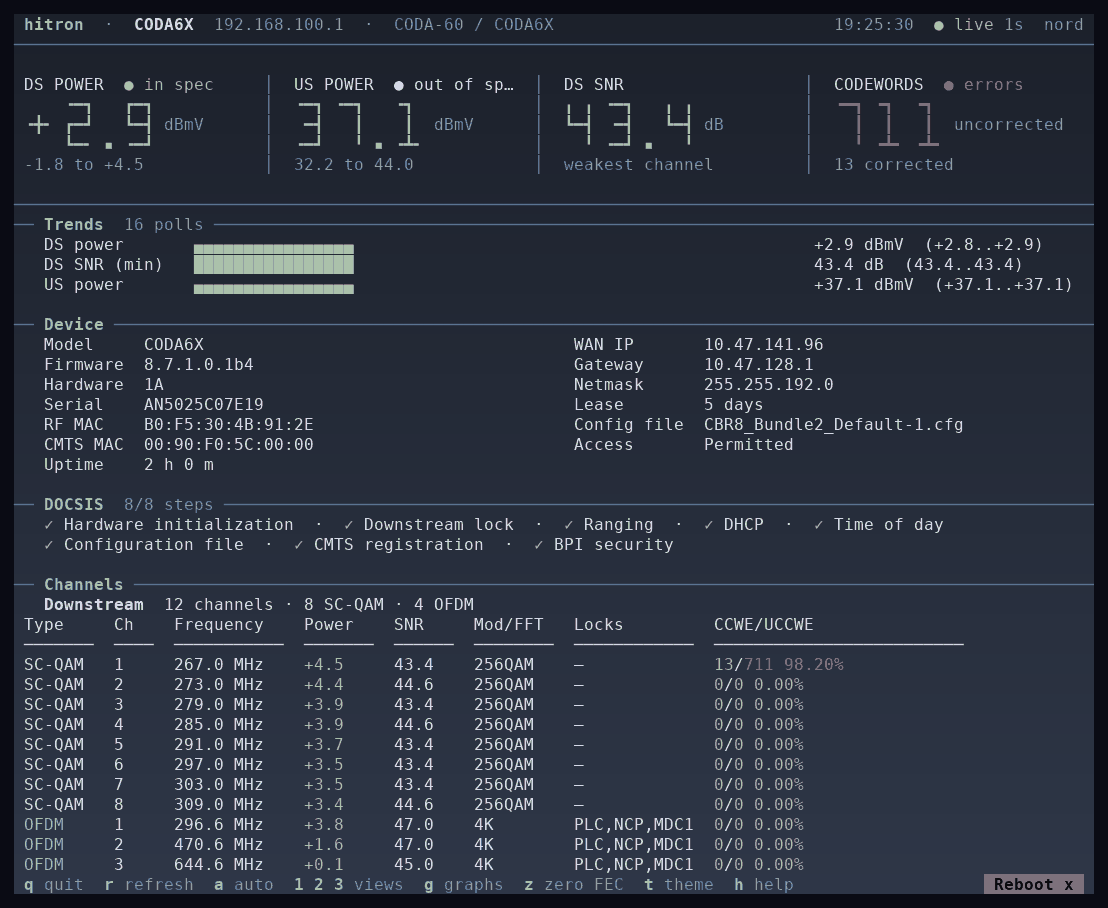 hitron · CODA6X 192.168.100.1 · CODA-60 / CODA6X 19:25:30 ● live 1s nord
DS POWER ● in spec │ US POWER ● out of sp… │ DS SNR │ CODEWORDS ● errors
+2.9 dBmV │ 37.1 dBmV │ 43.4 dB │ 711 uncorrected
-1.8 to +4.5 │ 32.2 to 44.0 │ weakest channel │ 13 corrected
Trends 16 polls
DS power +2.9 dBmV (+2.8..+2.9)
DS SNR (min) 43.4 dB (43.4..43.4)
US power +37.1 dBmV (+37.1..+37.1)
Device
Model CODA6X WAN IP 10.47.141.96
Firmware 8.7.1.0.1b4 Gateway 10.47.128.1
Hardware 1A Netmask 255.255.192.0
Serial AN5025C07E19 Lease 5 days
RF MAC B0:F5:30:4B:91:2E Config file CBR8_Bundle2_Default-1.cfg
CMTS MAC 00:90:F0:5C:00:00 Access Permitted
Uptime 2 h 0 m
DOCSIS 8/8 steps
✓ Hardware initialization · ✓ Downstream lock · ✓ Ranging · ✓ DHCP · ✓ Time of day
✓ Configuration file · ✓ CMTS registration · ✓ BPI security
Channels
Downstream 12 channels · 8 SC-QAM · 4 OFDM
Type Ch Frequency Power SNR Mod/FFT Locks CCWE/UCCWE
SC-QAM 1 267.0 MHz +4.5 43.4 256QAM — 13/711 98.20%
SC-QAM 2 273.0 MHz +4.4 44.6 256QAM — 0/0 0.00%
SC-QAM 3 279.0 MHz +3.9 43.4 256QAM — 0/0 0.00%
SC-QAM 4 285.0 MHz +3.9 44.6 256QAM — 0/0 0.00%
SC-QAM 5 291.0 MHz +3.7 43.4 256QAM — 0/0 0.00%
SC-QAM 6 297.0 MHz +3.5 43.4 256QAM — 0/0 0.00%
SC-QAM 7 303.0 MHz +3.5 43.4 256QAM — 0/0 0.00%
SC-QAM 8 309.0 MHz +3.4 44.6 256QAM — 0/0 0.00%
OFDM 1 296.6 MHz +3.8 47.0 4K PLC,NCP,MDC1 0/0 0.00%
OFDM 2 470.6 MHz +1.6 47.0 4K PLC,NCP,MDC1 0/0 0.00%
OFDM 3 644.6 MHz +0.1 45.0 4K PLC,NCP,MDC1 0/0 0.00%
q quit r refresh a auto 1 2 3 views g graphs z zero FEC t theme h help Reboot x